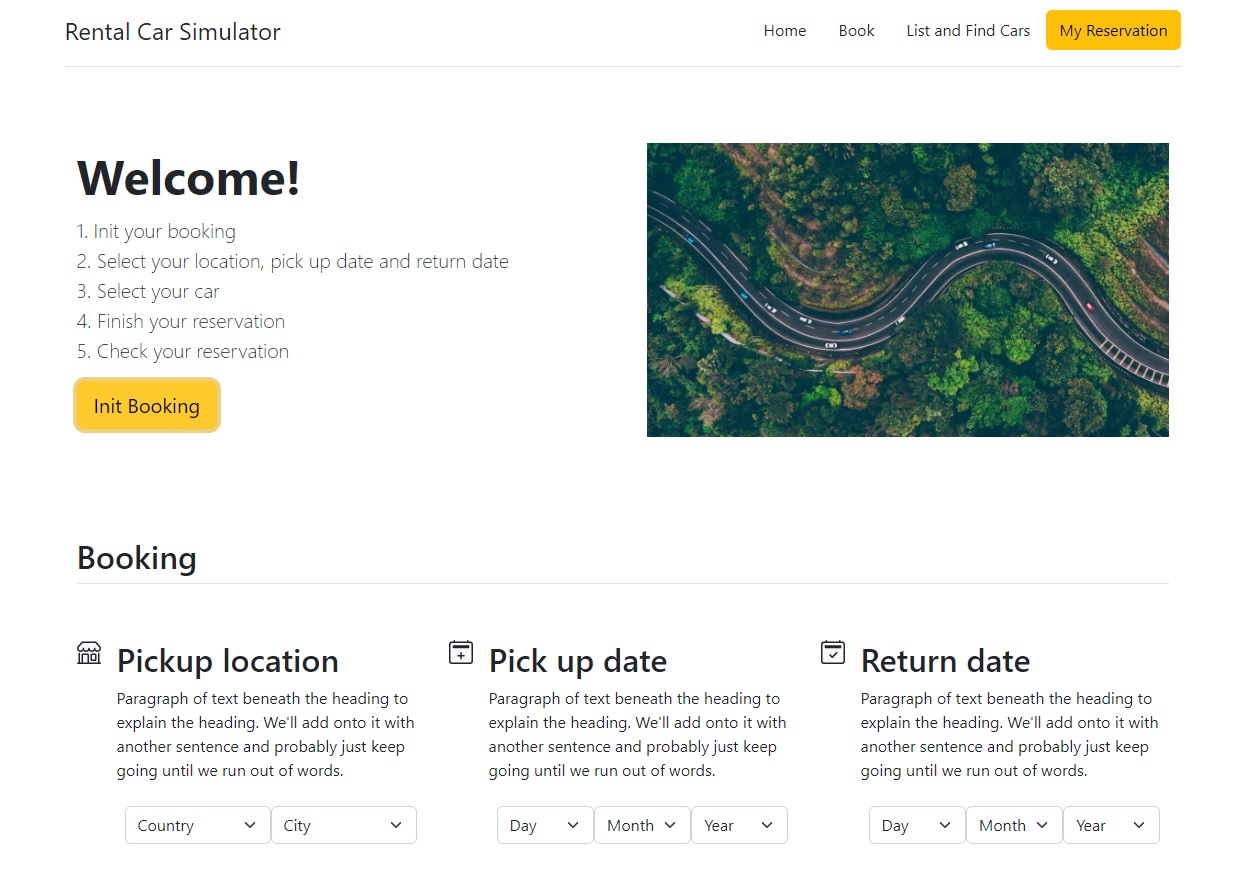 Rental Car Simulator
Home
Book
List and Find Cars
My Reservation
Welcome!
1. Init your booking
2. Select your location, pick up date and return date
3. Select your car
4. Finish your reservation
5. Check your reservation
Init Booking
Booking
Pickup location
Paragraph of text beneath the heading to
explain the heading. We'll add onto it with
another sentence and probably just keep
going until we run out of words.
Country
City
Pick up date
Paragraph of text beneath the heading to
explain the heading. We'll add onto it with
another sentence and probably just keep
going until we run out of words.
Day
Month
Year
Return date
Paragraph of text beneath the heading to
explain the heading. We'll add onto it with
another sentence and probably just keep
going until we run out of words.
Day
Month
Year